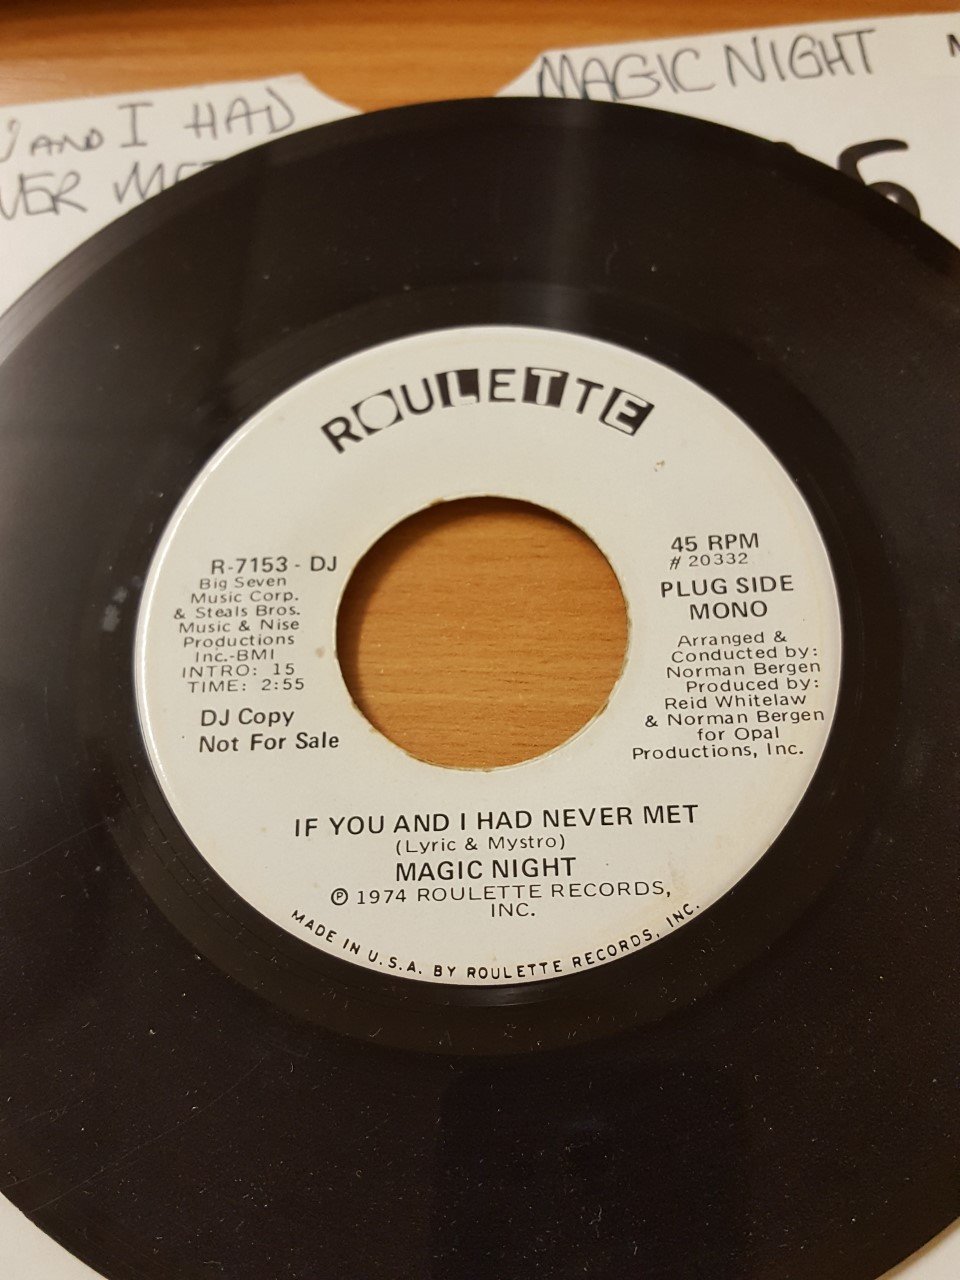 AND I HAD
MAGIC NIGHT
ROULETTE
R-7153 - DJ
Big Seven
Music Corp.
& Steals Bros.
Music & Nise
Productions
Inc.-BMI
INTRO: 15
TIME: 2:55
DJ Copy
Not For Sale
45 RPM
# 20332
PLUG SIDE
MONO
Arranged &
Conducted by:
Norman Bergen
Produced by:
Reid Whitelaw
& Norman Bergen
for Opal
Productions, Inc.
IF YOU AND I HAD NEVER MET
(Lyric & Mystro)
MAGIC NIGHT
℗ 1974 ROULETTE RECORDS,
INC.
MADE IN U.S.A. BY ROULETTE RECORDS, INC.